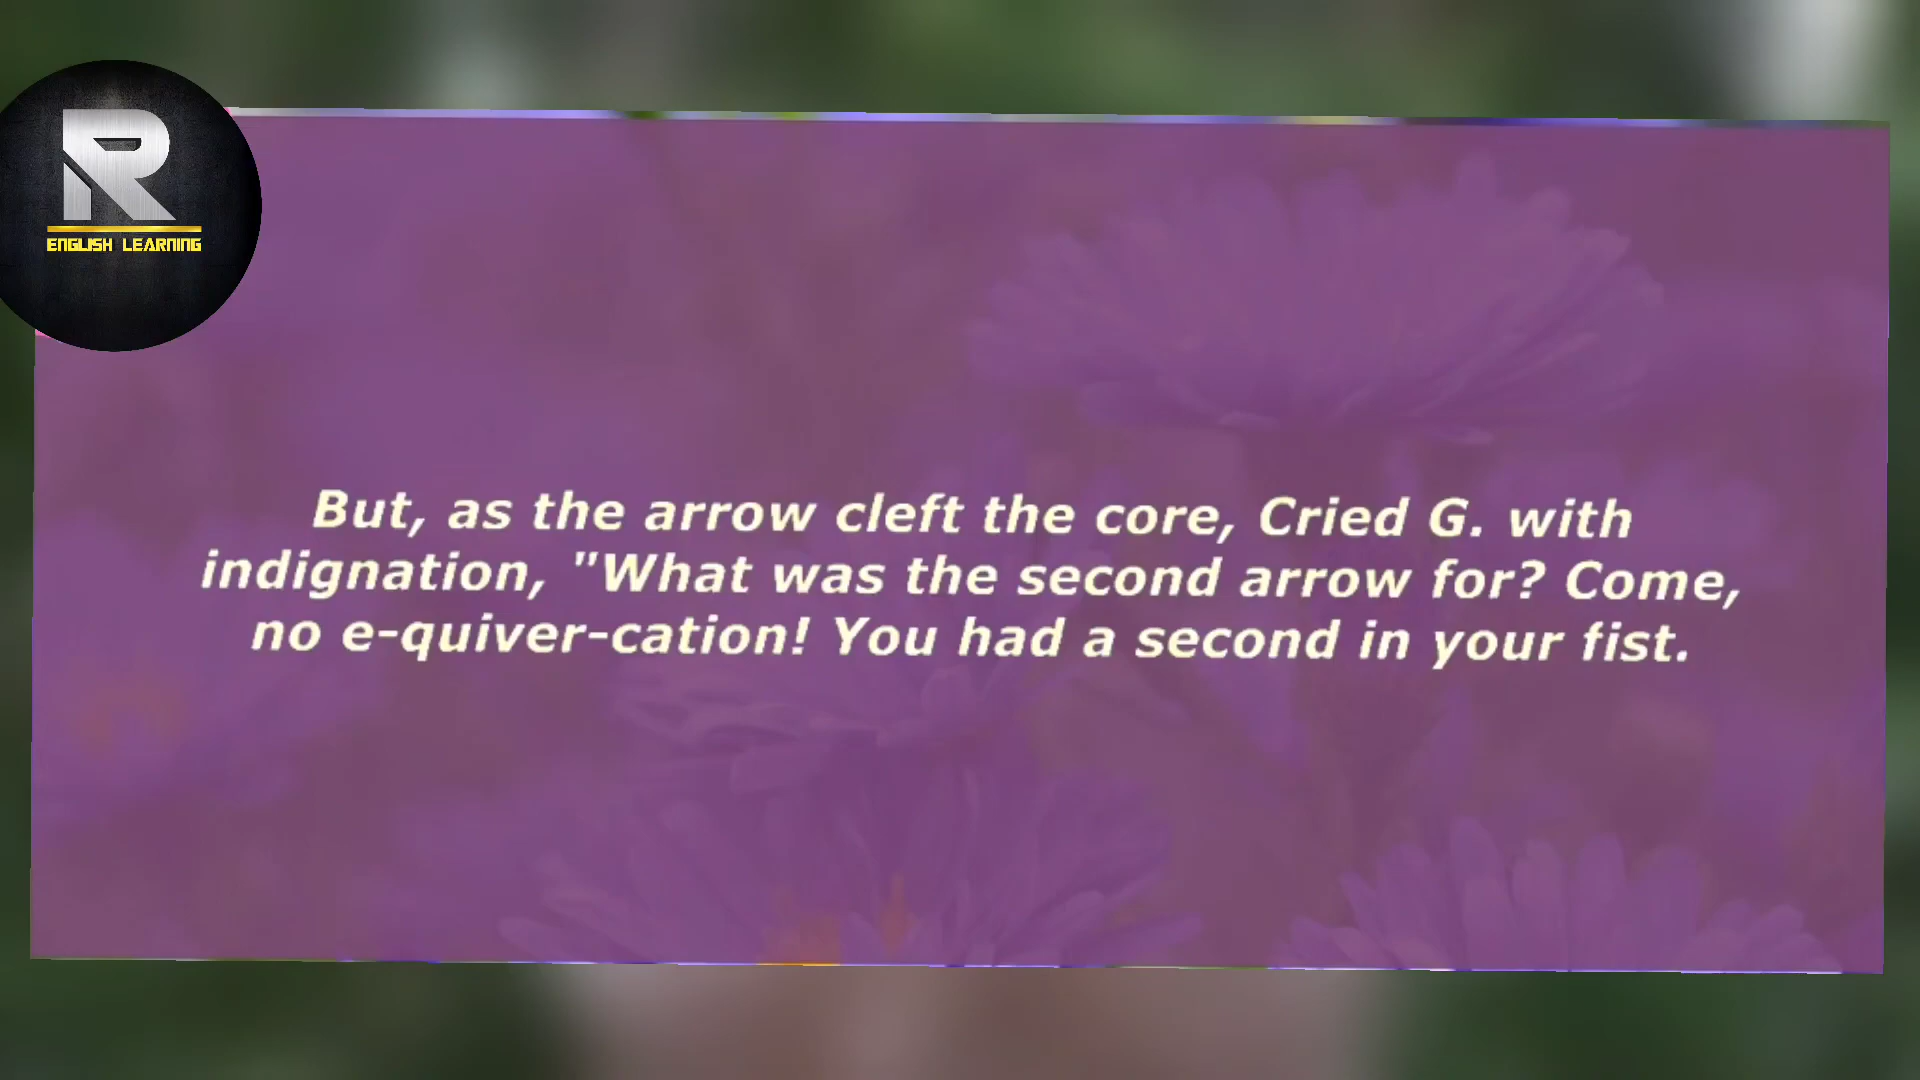 R
ENGLISH LEARNING
But, as the arrow cleft the core, Cried G. with
indignation, "What was the second arrow for? Come,
no e-quiver-cation! You had a second in your fist.